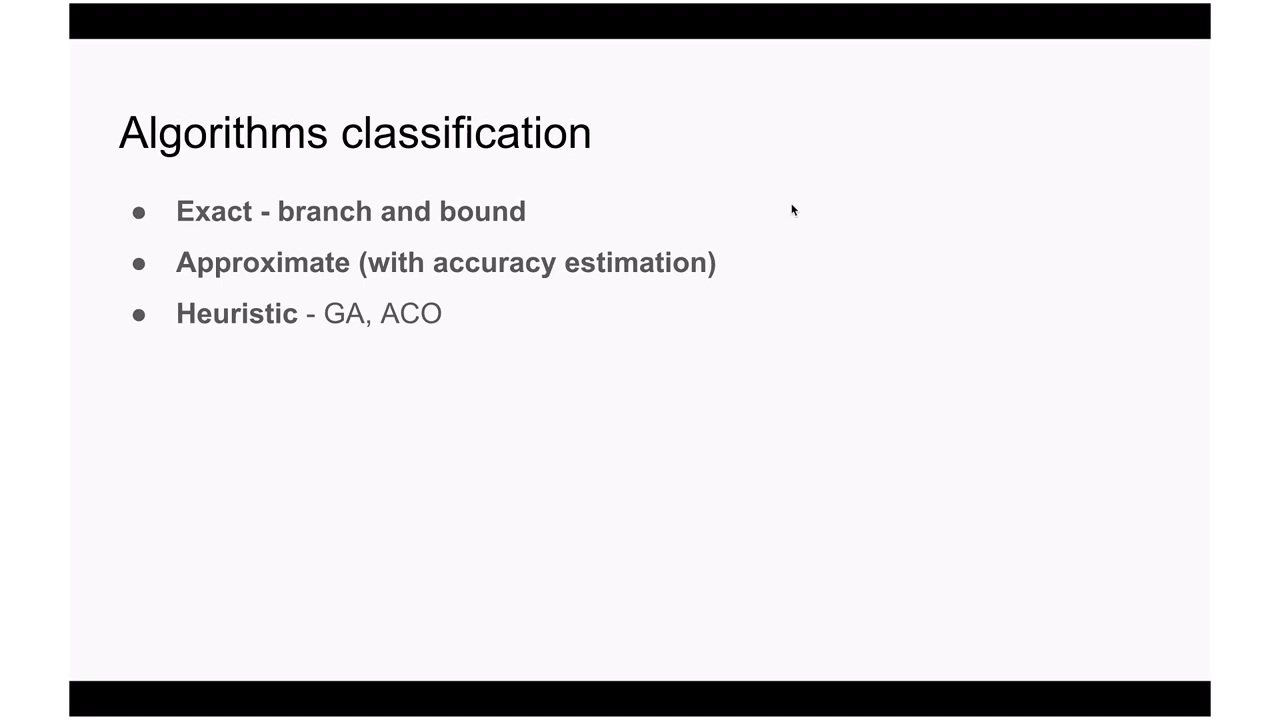 Algorithms classification
● Exact - branch and bound
● Approximate (with accuracy estimation)
● Heuristic - GA, ACO